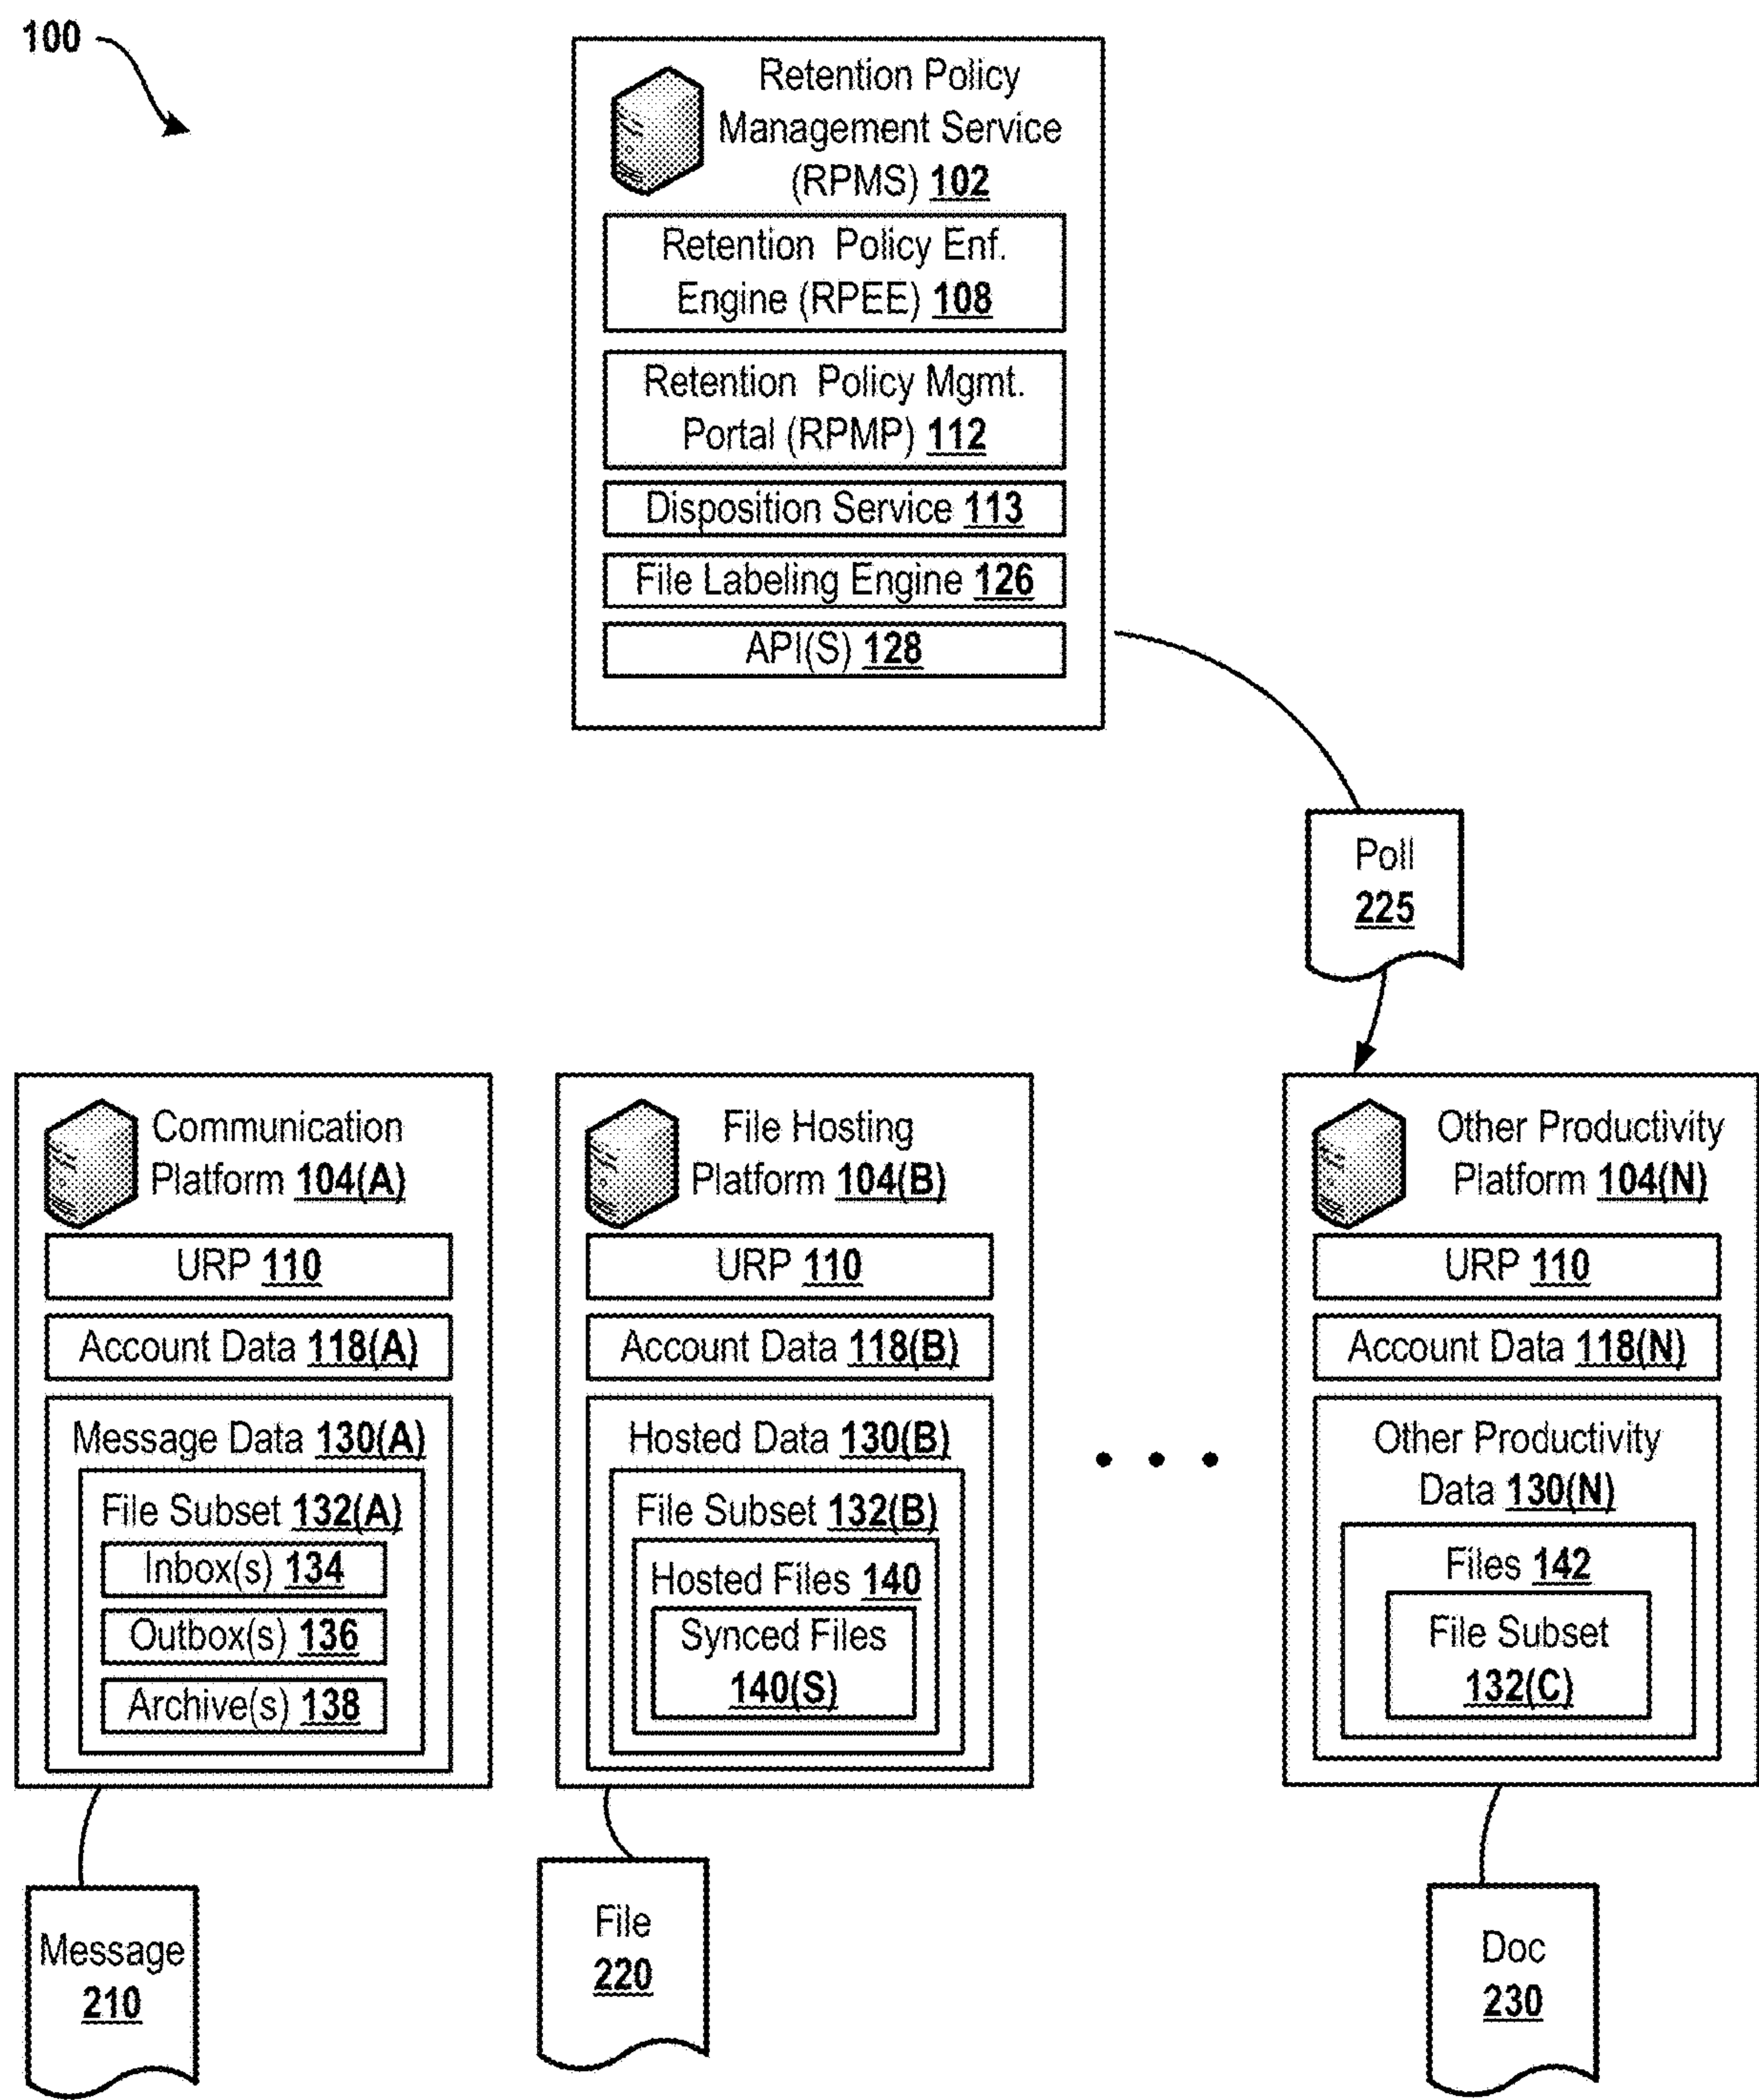 100
Retention Policy
Management Service
(RPMS) 102
Retention Policy Enf.
Engine (RPEE) 108
Retention Policy Mgmt.
Portal (RPMP) 112
Disposition Service 113
File Labeling Engine 126
API(S) 128
Poll
225
Communication
Platform 104(A)
URP 110
Account Data 118(A)
Message Data 130(A)
File Subset 132(A)
Inbox(s) 134
Outbox(s) 136
Archive(s) 138
File Hosting
Platform 104(B)
URP 110
Account Data 118(B)
Hosted Data 130(B)
File Subset 132(B)
Hosted Files 140
Synced Files
140(S)
Other Productivity
Platform 104(N)
URP 110
Account Data 118(N)
Other Productivity
Data 130(N)
Files 142
File Subset
132(C)
Message
210
File
220
Doc
230